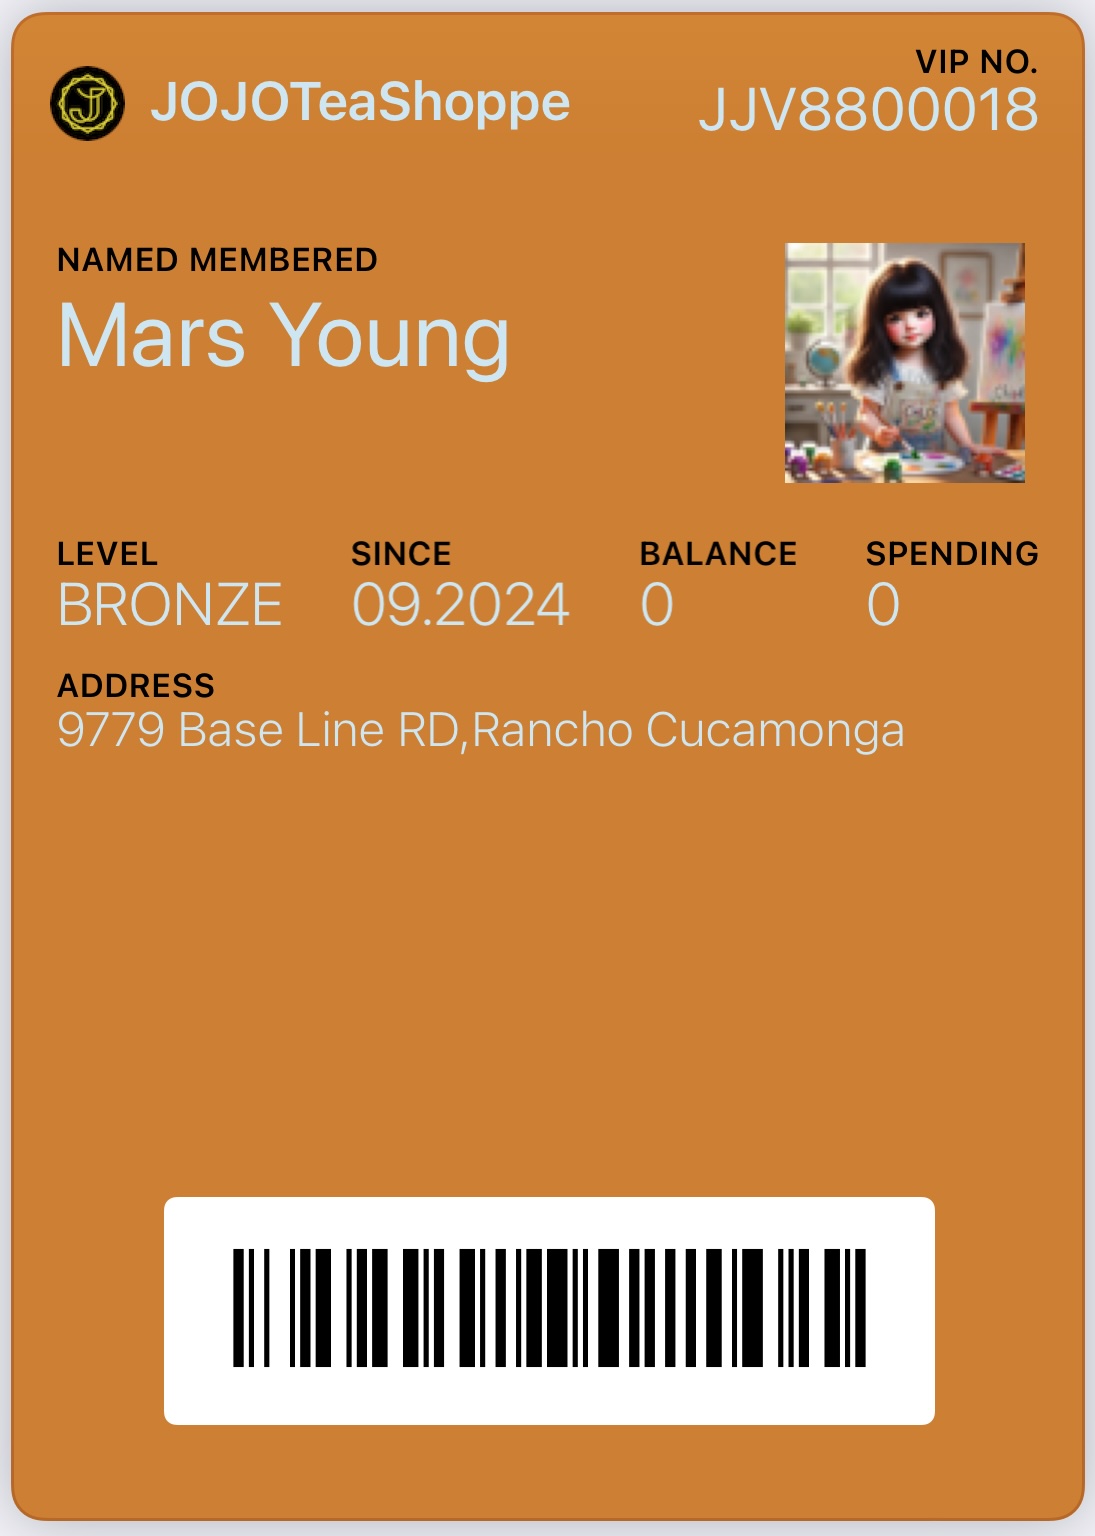 JOJOTeaShoppe
VIP NO.
JJV8800018
NAMED MEMBERED
Mars Young
LEVEL SINCE BALANCE SPENDING
BRONZE 09.2024 0 0
ADDRESS
9779 Base Line RD,Rancho Cucamonga